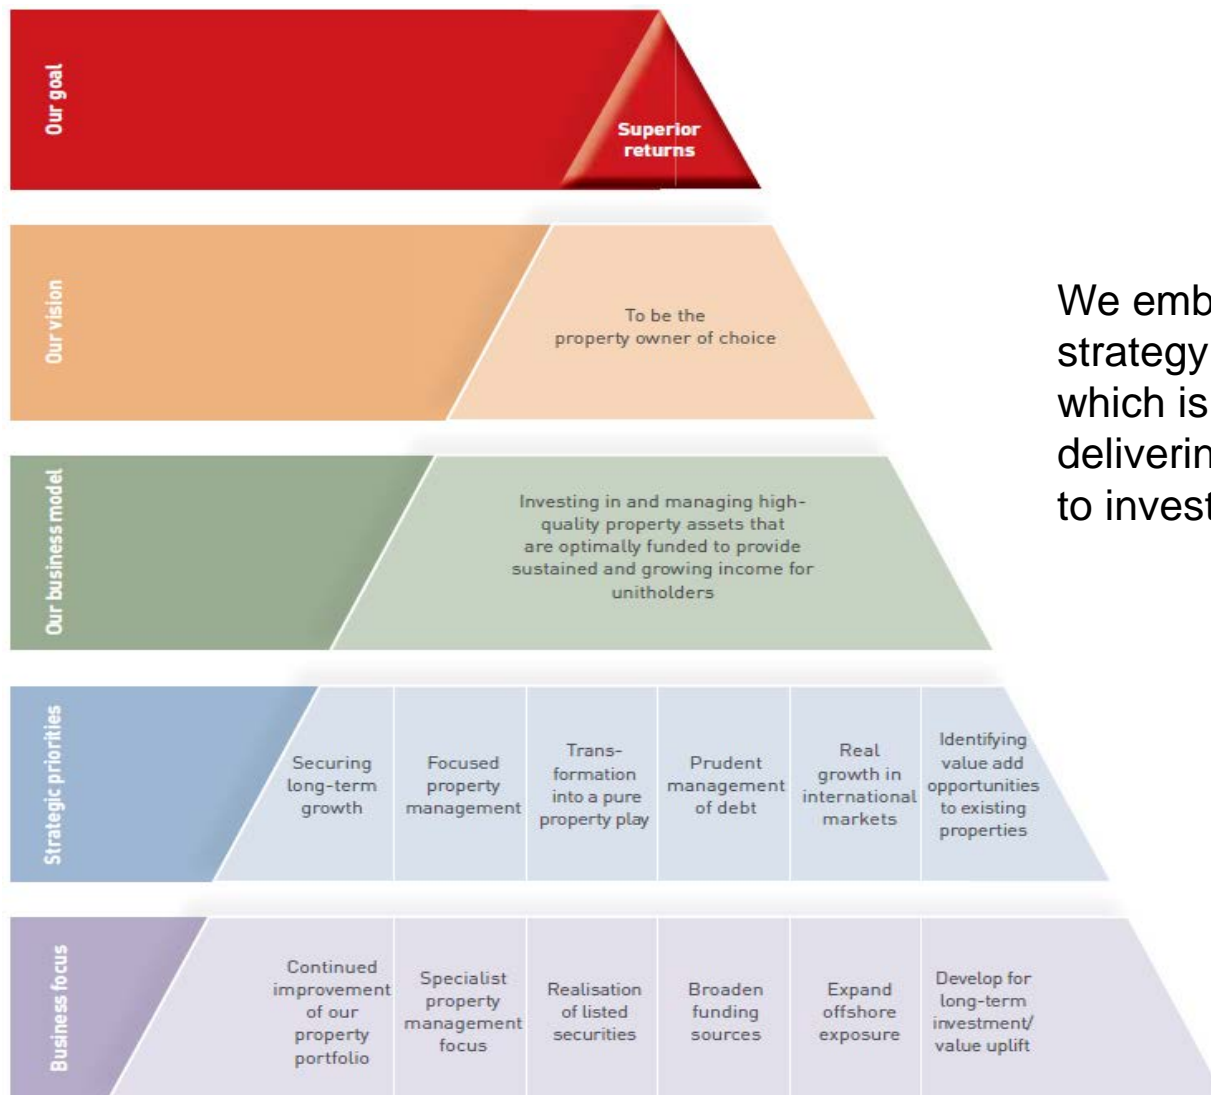 Our goal
Superior
returns
Our vision
To be the
property owner of choice
We
strategy
which is
to
Our business model
Investing in and managing high-
quality property assets that
are optimally funded to provide
sustained and growing income for
unitholders
Strategic priorities
Securing
long-term
growth
Focused
property
management
Trans-
formation
into a pure
property play
Prudent
management
of debt
Real
growth in
international
markets
Identifying
value add
opportunities
to existing
properties
Business focus
Continued
improvement
of our
property
portfolio
Specialist
property
management
focus
Realisation
of listed
securities
Broaden
funding
sources
Expand
offshore
exposure
Develop for
long-term
investment/
value uplift